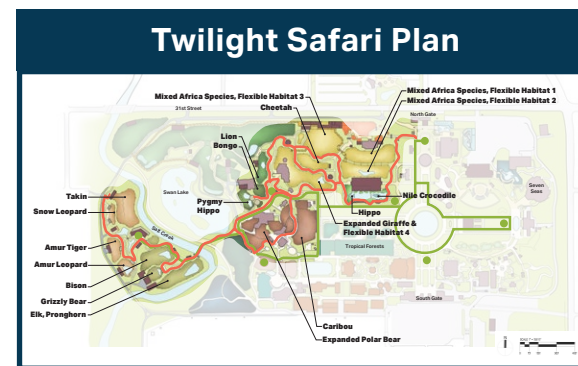 Twilight Safari Plan
Mixed Africa Species, Flexible Habitat 1
Mixed Africa Species, Flexible Habitat 3
Mixed Africa Species, Flexible Habitat 2
31st Street
Cheetah
North Gate
Lion
Bongo
Takin
Swan Lake
Seven
Seas
Pygmy
Hippo
Nile Crocodile
Snow Leopard
Hippo
Salt Creek
Expanded Giraffe &
Flexible Habitat 4
Amur Tiger
Tropical Forests
Amur Leopard
Bison
Grizzly Bear
South Gate
Elk, Pronghorn
Caribou
Expanded Polar Bear